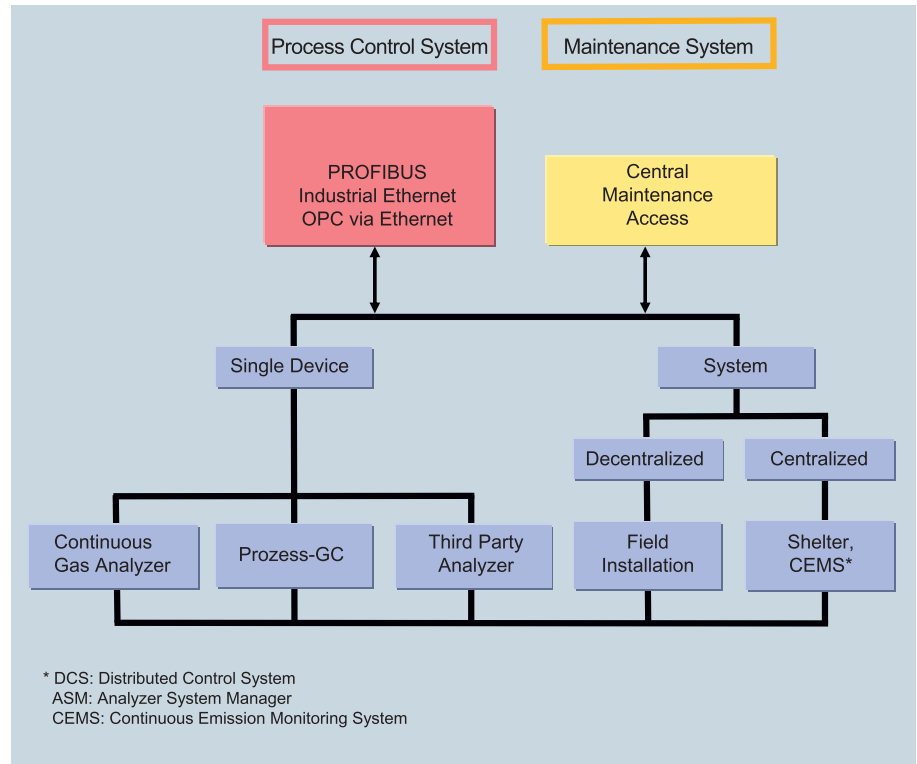 Process Control System
Maintenance System
PROFIBUS
Industrial Ethernet
OPC via Ethernet
Central
Maintenance
Access
Single Device
System
Decentralized
Centralized
Continuous
Gas Analyzer
Prozess-GC
Third Party
Analyzer
Field
Installation
Shelter,
CEMS*
* DCS: Distributed Control System
ASM: Analyzer System Manager
CEMS: Continuous Emission Monitoring System